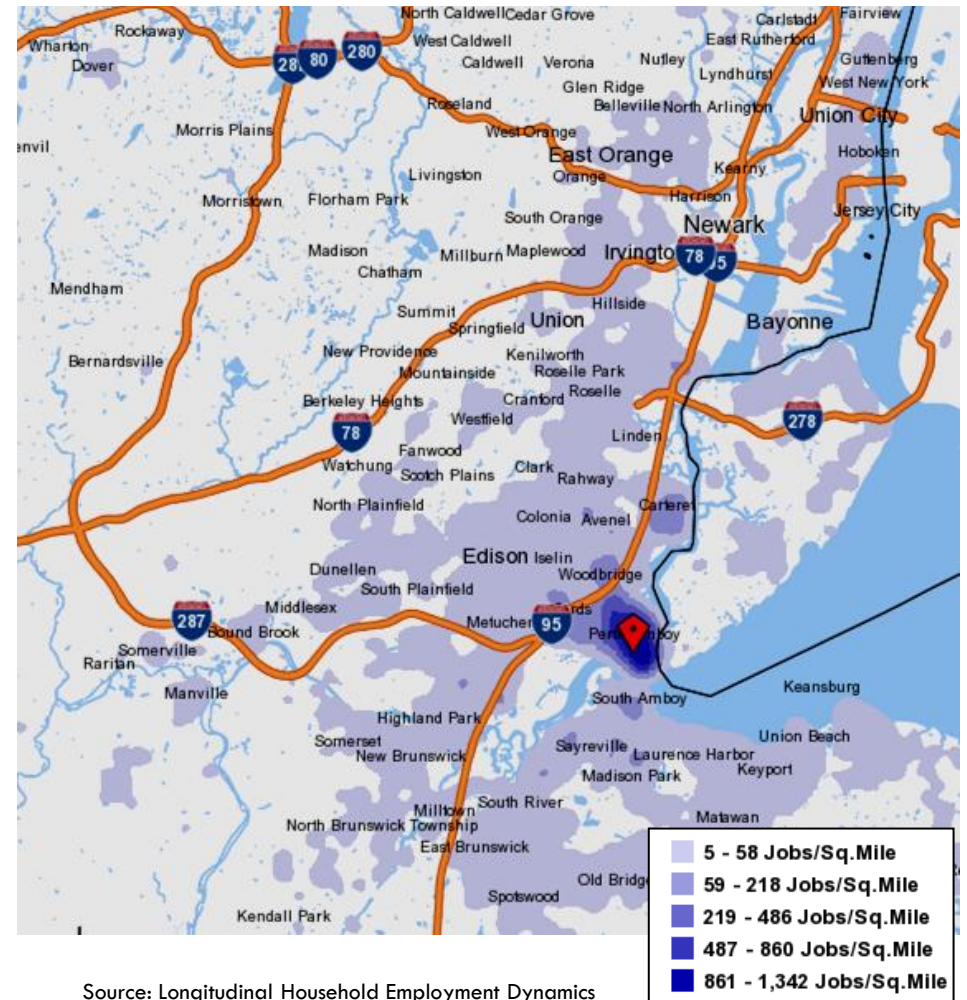 North Caldwell Cedar Grove
Carlstadt Fairview
Rockaway
Wharton
West Caldwell
East Rutherford
280
28
80
Dover
Caldwell Verona Nutley
Guttenberg
Lyndhurst
Glen Ridge
West New York
Roseland
Belleville North Arlington
Union City
Morris Plains
West Orange
envil
East Orange
Hoboken
Orange
Livingston
Kearny
Harrison
Morristown Florham Park
South Orange
Jersey City
Newark
Madison
Millburn Maplewood
Irvingto
78
5
Chatham
Mendham
Summit
Hillside
Springfield
Union
Bayonne
New Providence
Kenilworth
Bernardsville
Mountainside
Roselle Park
Berkeley Heights
Cranford Roselle
Westfield
278
78
Linden
Fanwood
Watchung
Scotch Plains
Clark
Rahway
North Plainfield
Carteret
Colonia Avenel
Edison Iselin
Dunellen
Woodbridge
South Plainfield
Middlesex
ords
287
Bound Brook
Metuchen
95
Perth Amboy
Somerville
Raritan
Manville
South Amboy
Keansburg
Highland Park
Somerset
Union Beach
New Brunswick
Sayreville
Laurence Harbor
Madison Park
Keyport
Milltown
South River
Matawan
North Brunswick Township
East Brunswick
Old Bridge
Spotswood
Kendall Park
5 - 58 Jobs/Sq.Mile
59 - 218 Jobs/Sq.Mile
219 - 486 Jobs/Sq.Mile
487 - 860 Jobs/Sq.Mile
861 - 1,342 Jobs/Sq.Mile
Source: Longitudinal Household Employment Dynamics